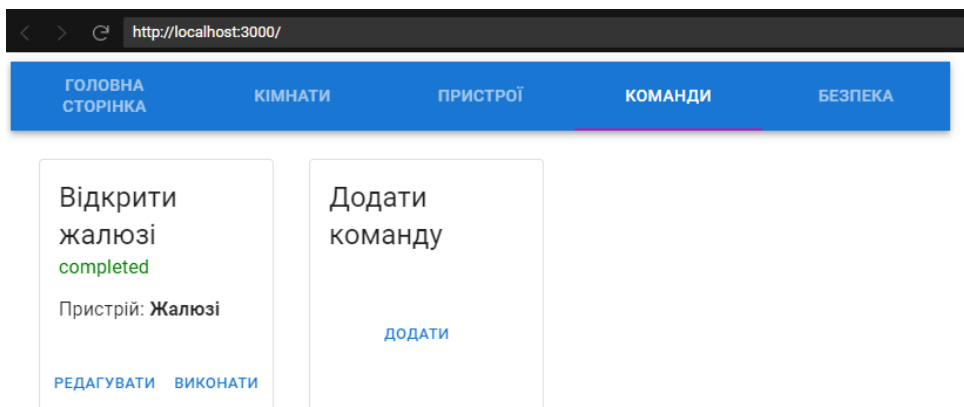 http://localhost:3000/
ГОЛОВНА
СТОРІНКА
КІМНАТИ
ПРИСТРОЇ
КОМАНДИ
БЕЗПЕКА
Відкрити
жалюзі
completed
Пристрій: Жалюзі
РЕДАГУВАТИ ВИКОНАТИ
Додати
команду
ДОДАТИ